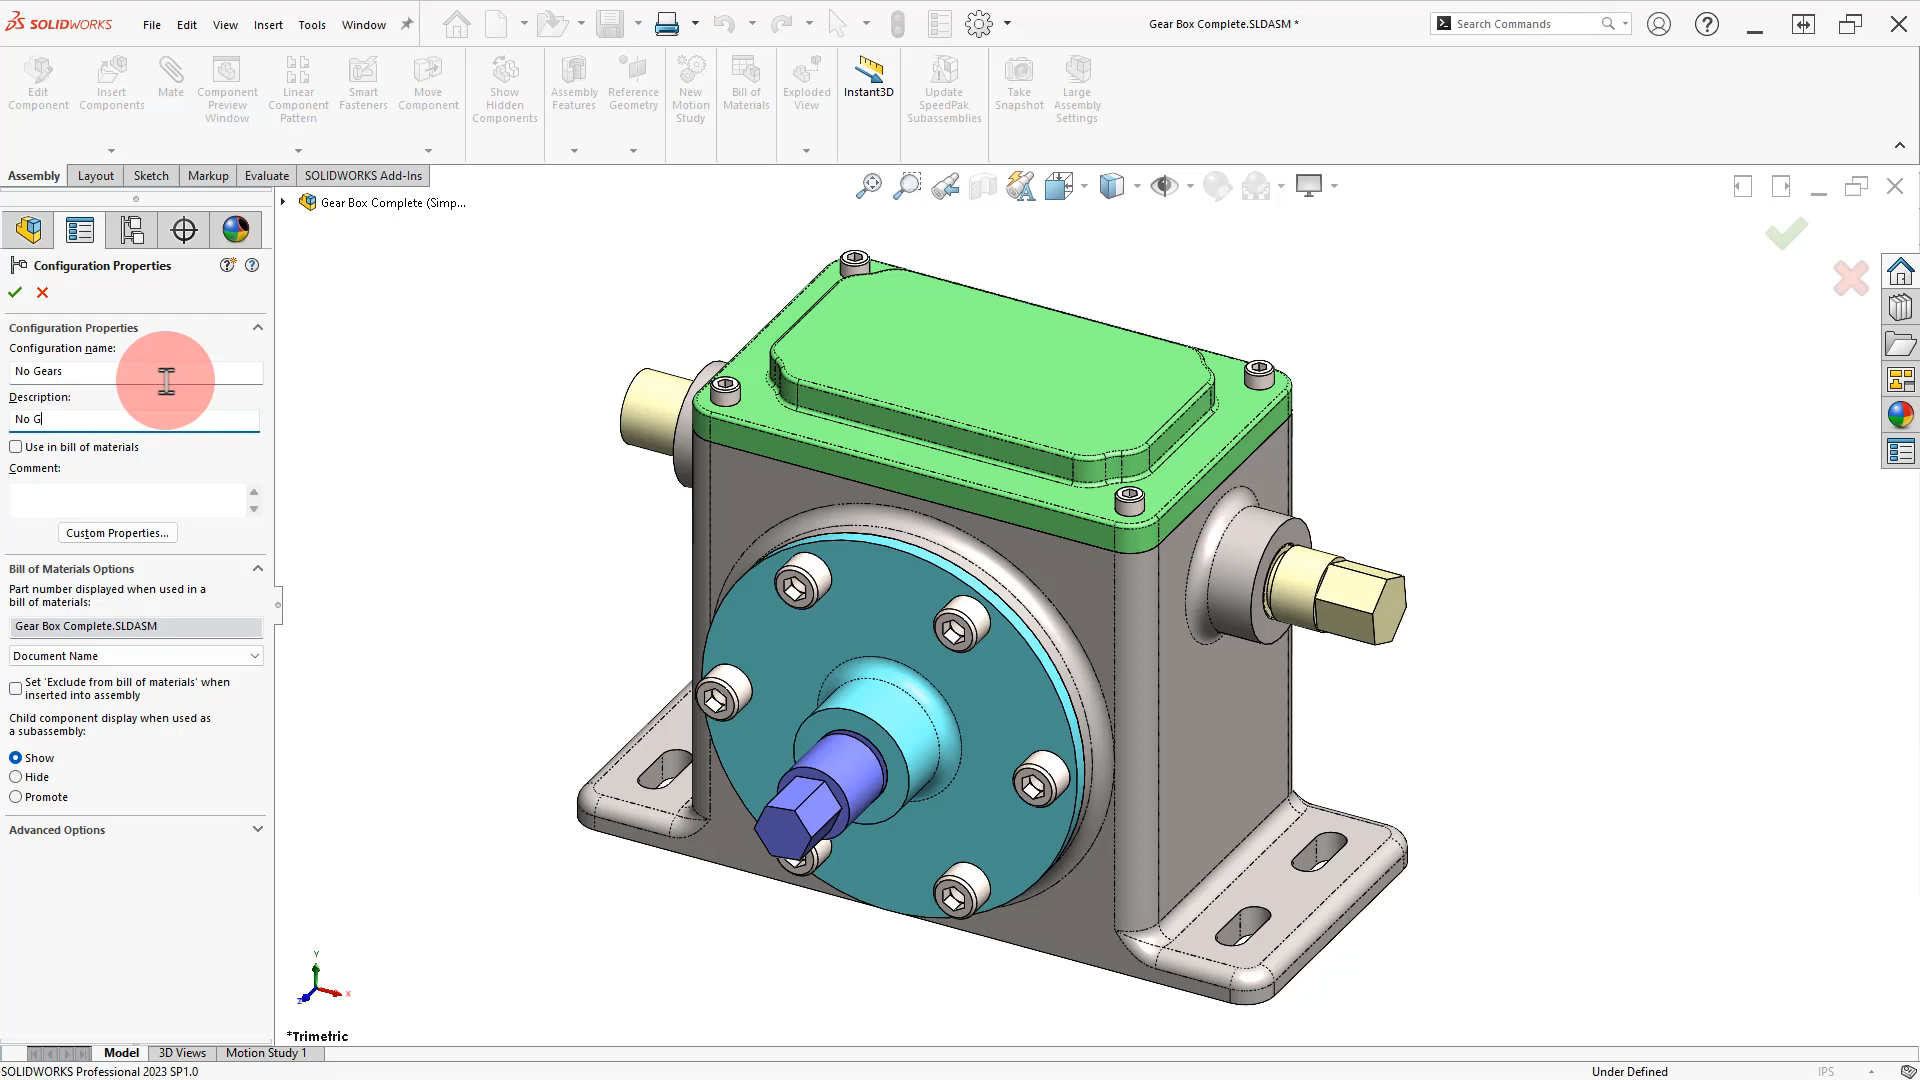 SOLIDWORKS File Edit View Insert Tools Window Gear Box Complete.SLDASM * Search Commands
Edit Component
Insert Components
Mate
Component Preview Window
Linear Component Pattern
Smart Fasteners
Move Component
Show Hidden Components
Assembly Features
Reference Geometry
New Motion Study
Bill of Materials
Exploded View
Instant3D
Update SpeedPak Subassemblies
Take Snapshot
Large Assembly Settings
Assembly Layout Sketch Markup Evaluate SOLIDWORKS Add-Ins
Gear Box Complete (Simp...
Configuration Properties
Configuration Properties
Configuration name:
No Gears
Description:
No G
Use in bill of materials
Comment:
Custom Properties...
Bill of Materials Options
Part number displayed when used in a
bill of materials:
Gear Box Complete.SLDASM
Document Name
Set 'Exclude from bill of materials' when
inserted into assembly
Child component display when used as
a subassembly:
Show
Hide
Promote
Advanced Options
Y
X
Z
*Trimetric
Model 3D Views Motion Study 1
SOLIDWORKS Professional 2023 SP1.0 Under Defined IPS